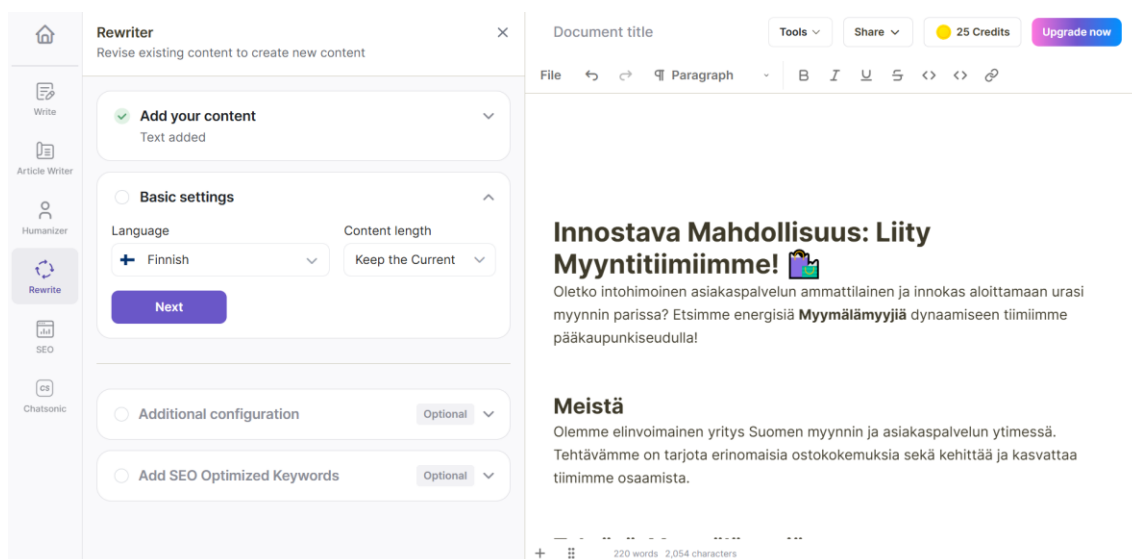 Write
Article Writer
Humanizer
Rewrite
SEO
CS
Chatsonic
Rewriter
Revise existing content to create new content
Add your content
Text added
Basic settings
Language
Content length
Finnish
Keep the Current
Next
Additional configuration
Optional
Add SEO Optimized Keywords
Optional
Document title
Tools
Share
25 Credits
Upgrade now
File
¶ Paragraph
B I U S
Innostava Mahdollisuus: Liity
Myyntitiimiimme!
Oletko intohimoinen asiakaspalvelun ammattilainen ja innokas aloittamaan urasi
myynnin parissa? Etsimme energisiä Myymälämyyjiä dynaamiseen tiimiimme
pääkaupunkiseudulla!
Meistä
Olemme elinvoimainen yritys Suomen myynnin ja asiakaspalvelun ytimessä.
Tehtävämme on tarjota erinomaisia ostokokemuksia sekä kehittää ja kasvattaa
tiimimme osaamista.
220 words 2,054 characters